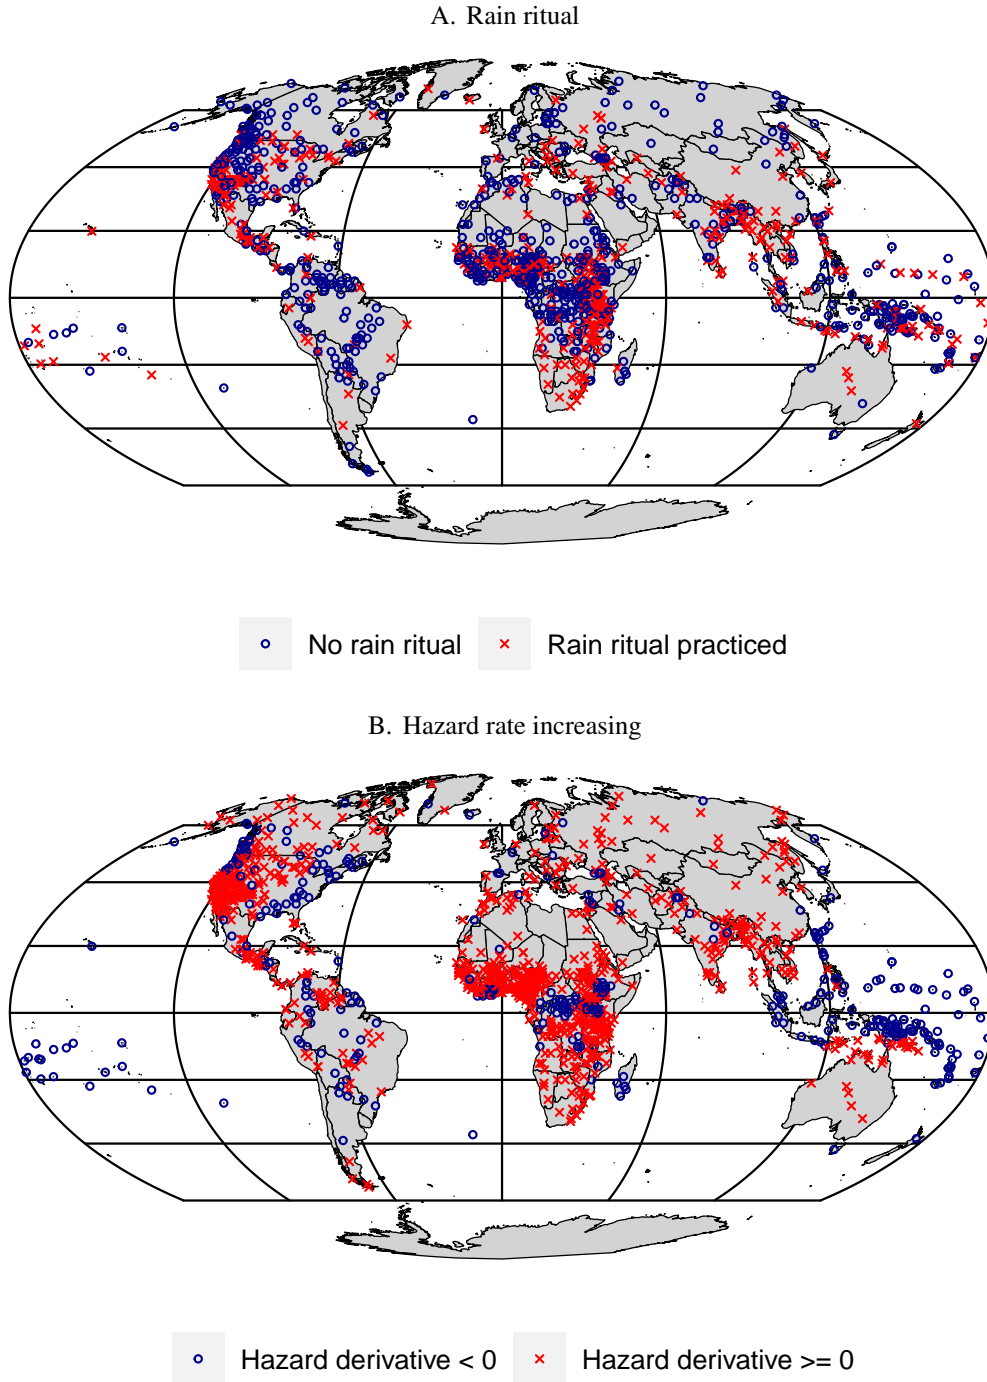 A. Rain ritual
No rain ritual
Rain ritual practiced
B. Hazard rate increasing
Hazard derivative < 0
Hazard derivative >= 0